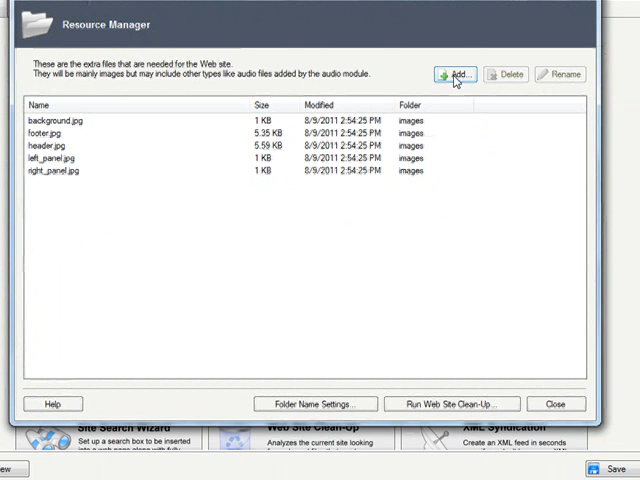 Resource Manager
These are the extra files that are needed for the Web site.
They will be mainly images but may include other types like audio files added by the audio module.
Add... Delete Rename
Name Size Modified Folder
background.jpg 1 KB 8/9/2011 2:54:25 PM images
footer.jpg 5.35 KB 8/9/2011 2:54:25 PM images
header.jpg 5.59 KB 8/9/2011 2:54:25 PM images
left_panel.jpg 1 KB 8/9/2011 2:54:25 PM images
right_panel.jpg 1 KB 8/9/2011 2:54:25 PM images
Help Folder Name Settings... Run Web Site Clean-Up... Close
Site Search Wizard Web Site Clean-Up XML Syndication
Set up a search box to be inserted Analyzes the current site looking Create an XML feed in seconds
Save